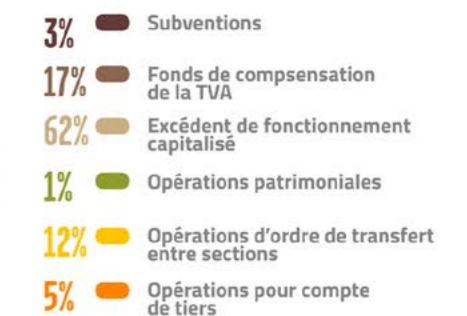 3% Subventions
17% Fonds de compsensation
de la TVA
62% Excédent de fonctionnement
capitalisé
1% Opérations patrimoniales
12% Opérations d'ordre de transfert
entre sections
5% Opérations pour compte
de tiers